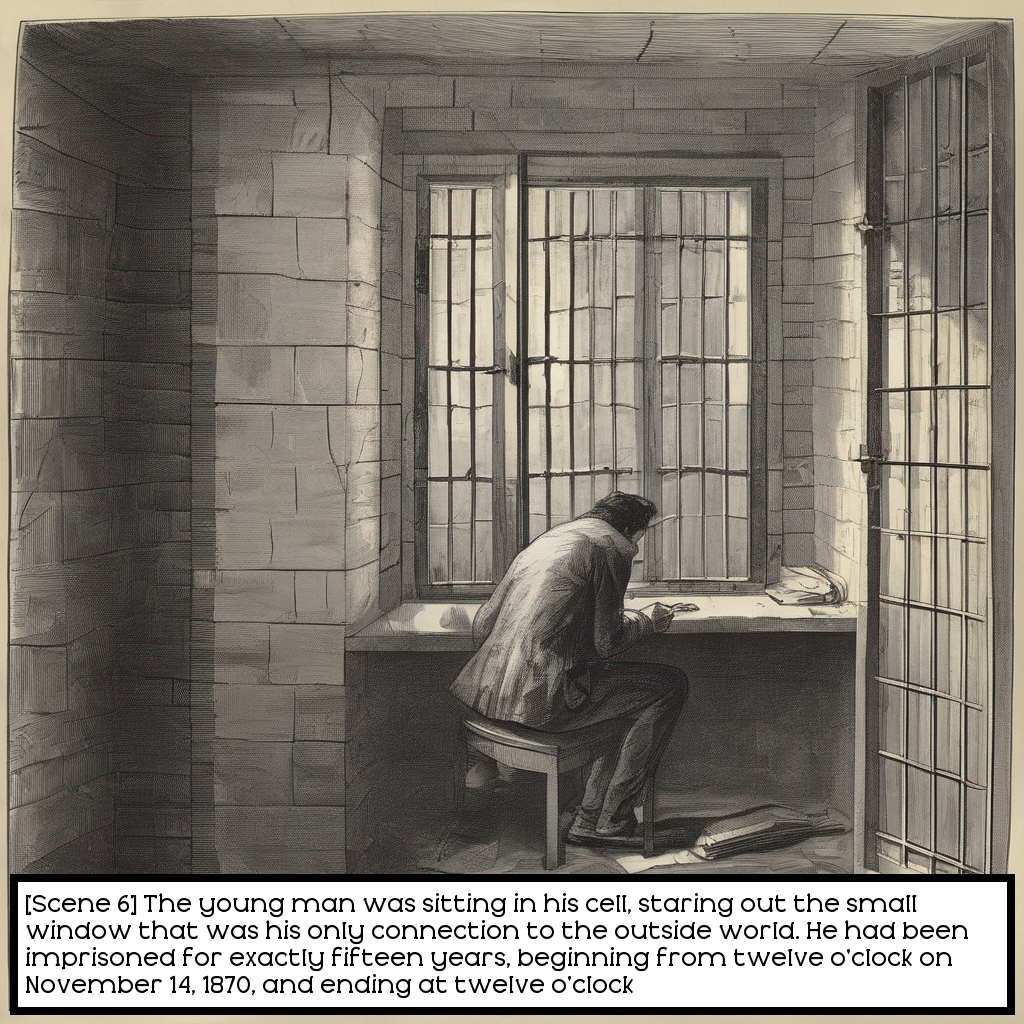 [Scene 6] The young man was sitting in his cell, staring out the small
window that was his only connection to the outside world. He had been
imprisoned for exactly fifteen years, beginning from twelve o'clock on
November 14, 1870, and ending at twelve o'clock